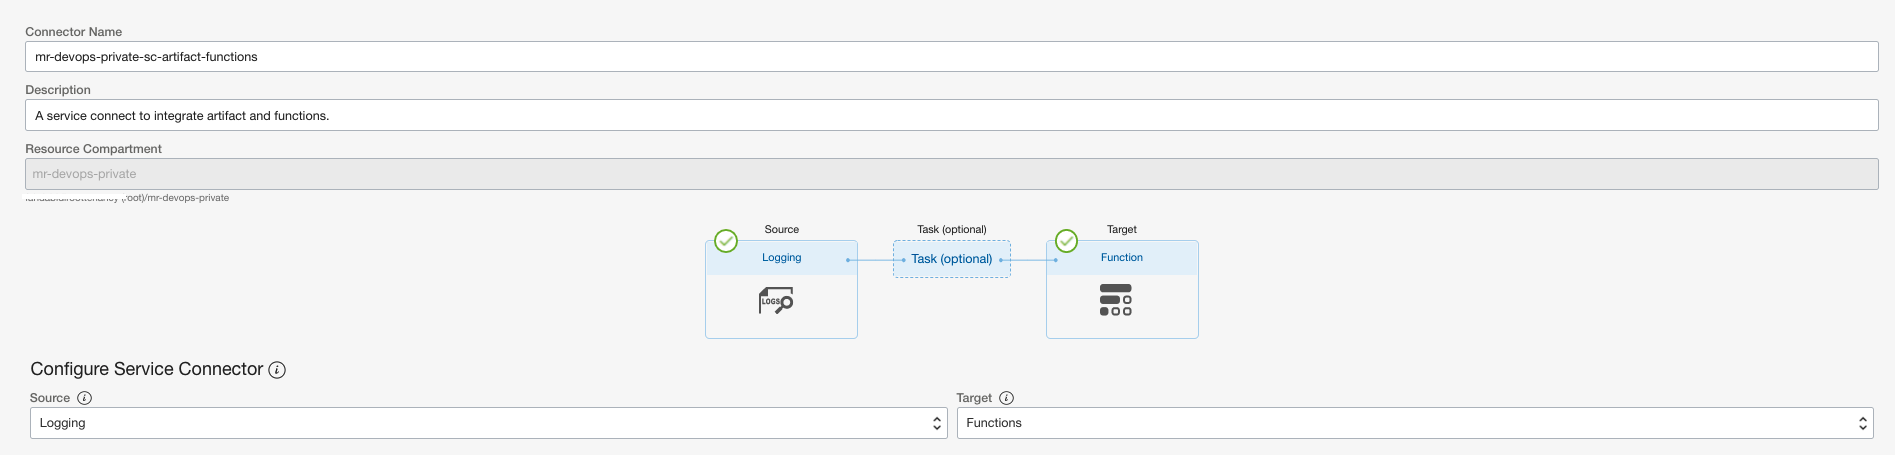 Connector Name
mr-devops-private-sc-artifact-functions
Description
A service connect to integrate artifact and functions.
Resource Compartment
mr-devops-private
(root)/mr-devops-private
Source Task (optional) Target
Logging Task (optional) Function
LOGS
Configure Service Connector
Source Target
Logging Functions